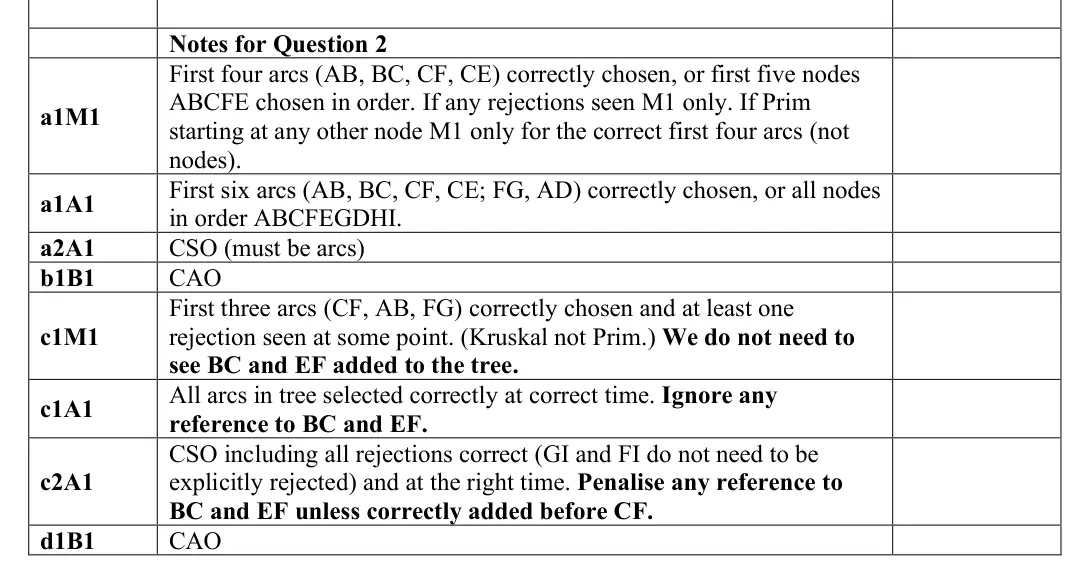 Notes for Question 2
a1M1
First four arcs (AB, BC, CF, CE) correctly chosen, or first five nodes
ABCFE chosen in order. If any rejections seen M1 only. If Prim
starting at any other node M1 only for the correct first four arcs (not
nodes).
a1A1
First six arcs (AB, BC, CF, CE; FG, AD) correctly chosen, or all nodes
in order ABCFEGDHI.
a2A1
CSO (must be arcs)
b1B1
CAO
c1M1
First three arcs (CF, AB, FG) correctly chosen and at least one
rejection seen at some point. (Kruskal not Prim.) We do not need to
see BC and EF added to the tree.
c1A1
All arcs in tree selected correctly at correct time. Ignore any
reference to BC and EF.
c2A1
CSO including all rejections correct (GI and FI do not need to be
explicitly rejected) and at the right time. Penalise any reference to
BC and EF unless correctly added before CF.
d1B1
CAO